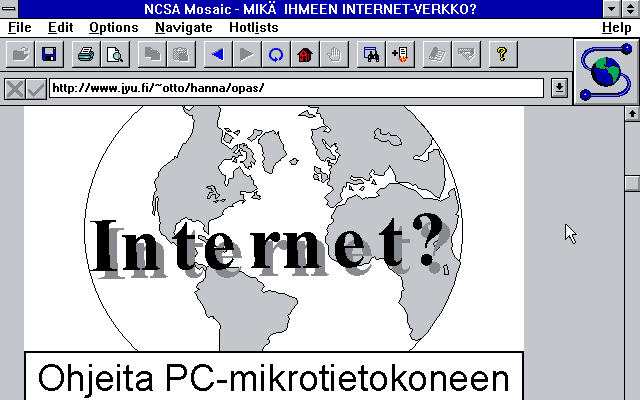 NCSA Mosaic - MIKÄ IHMEEN INTERNET-VERKKO?
File Edit Options Navigate Hotlists Help
http://www.jyu.fi/~otto/hanna/opas/
Internet?
Ohjeita PC-mikrotietokoneen